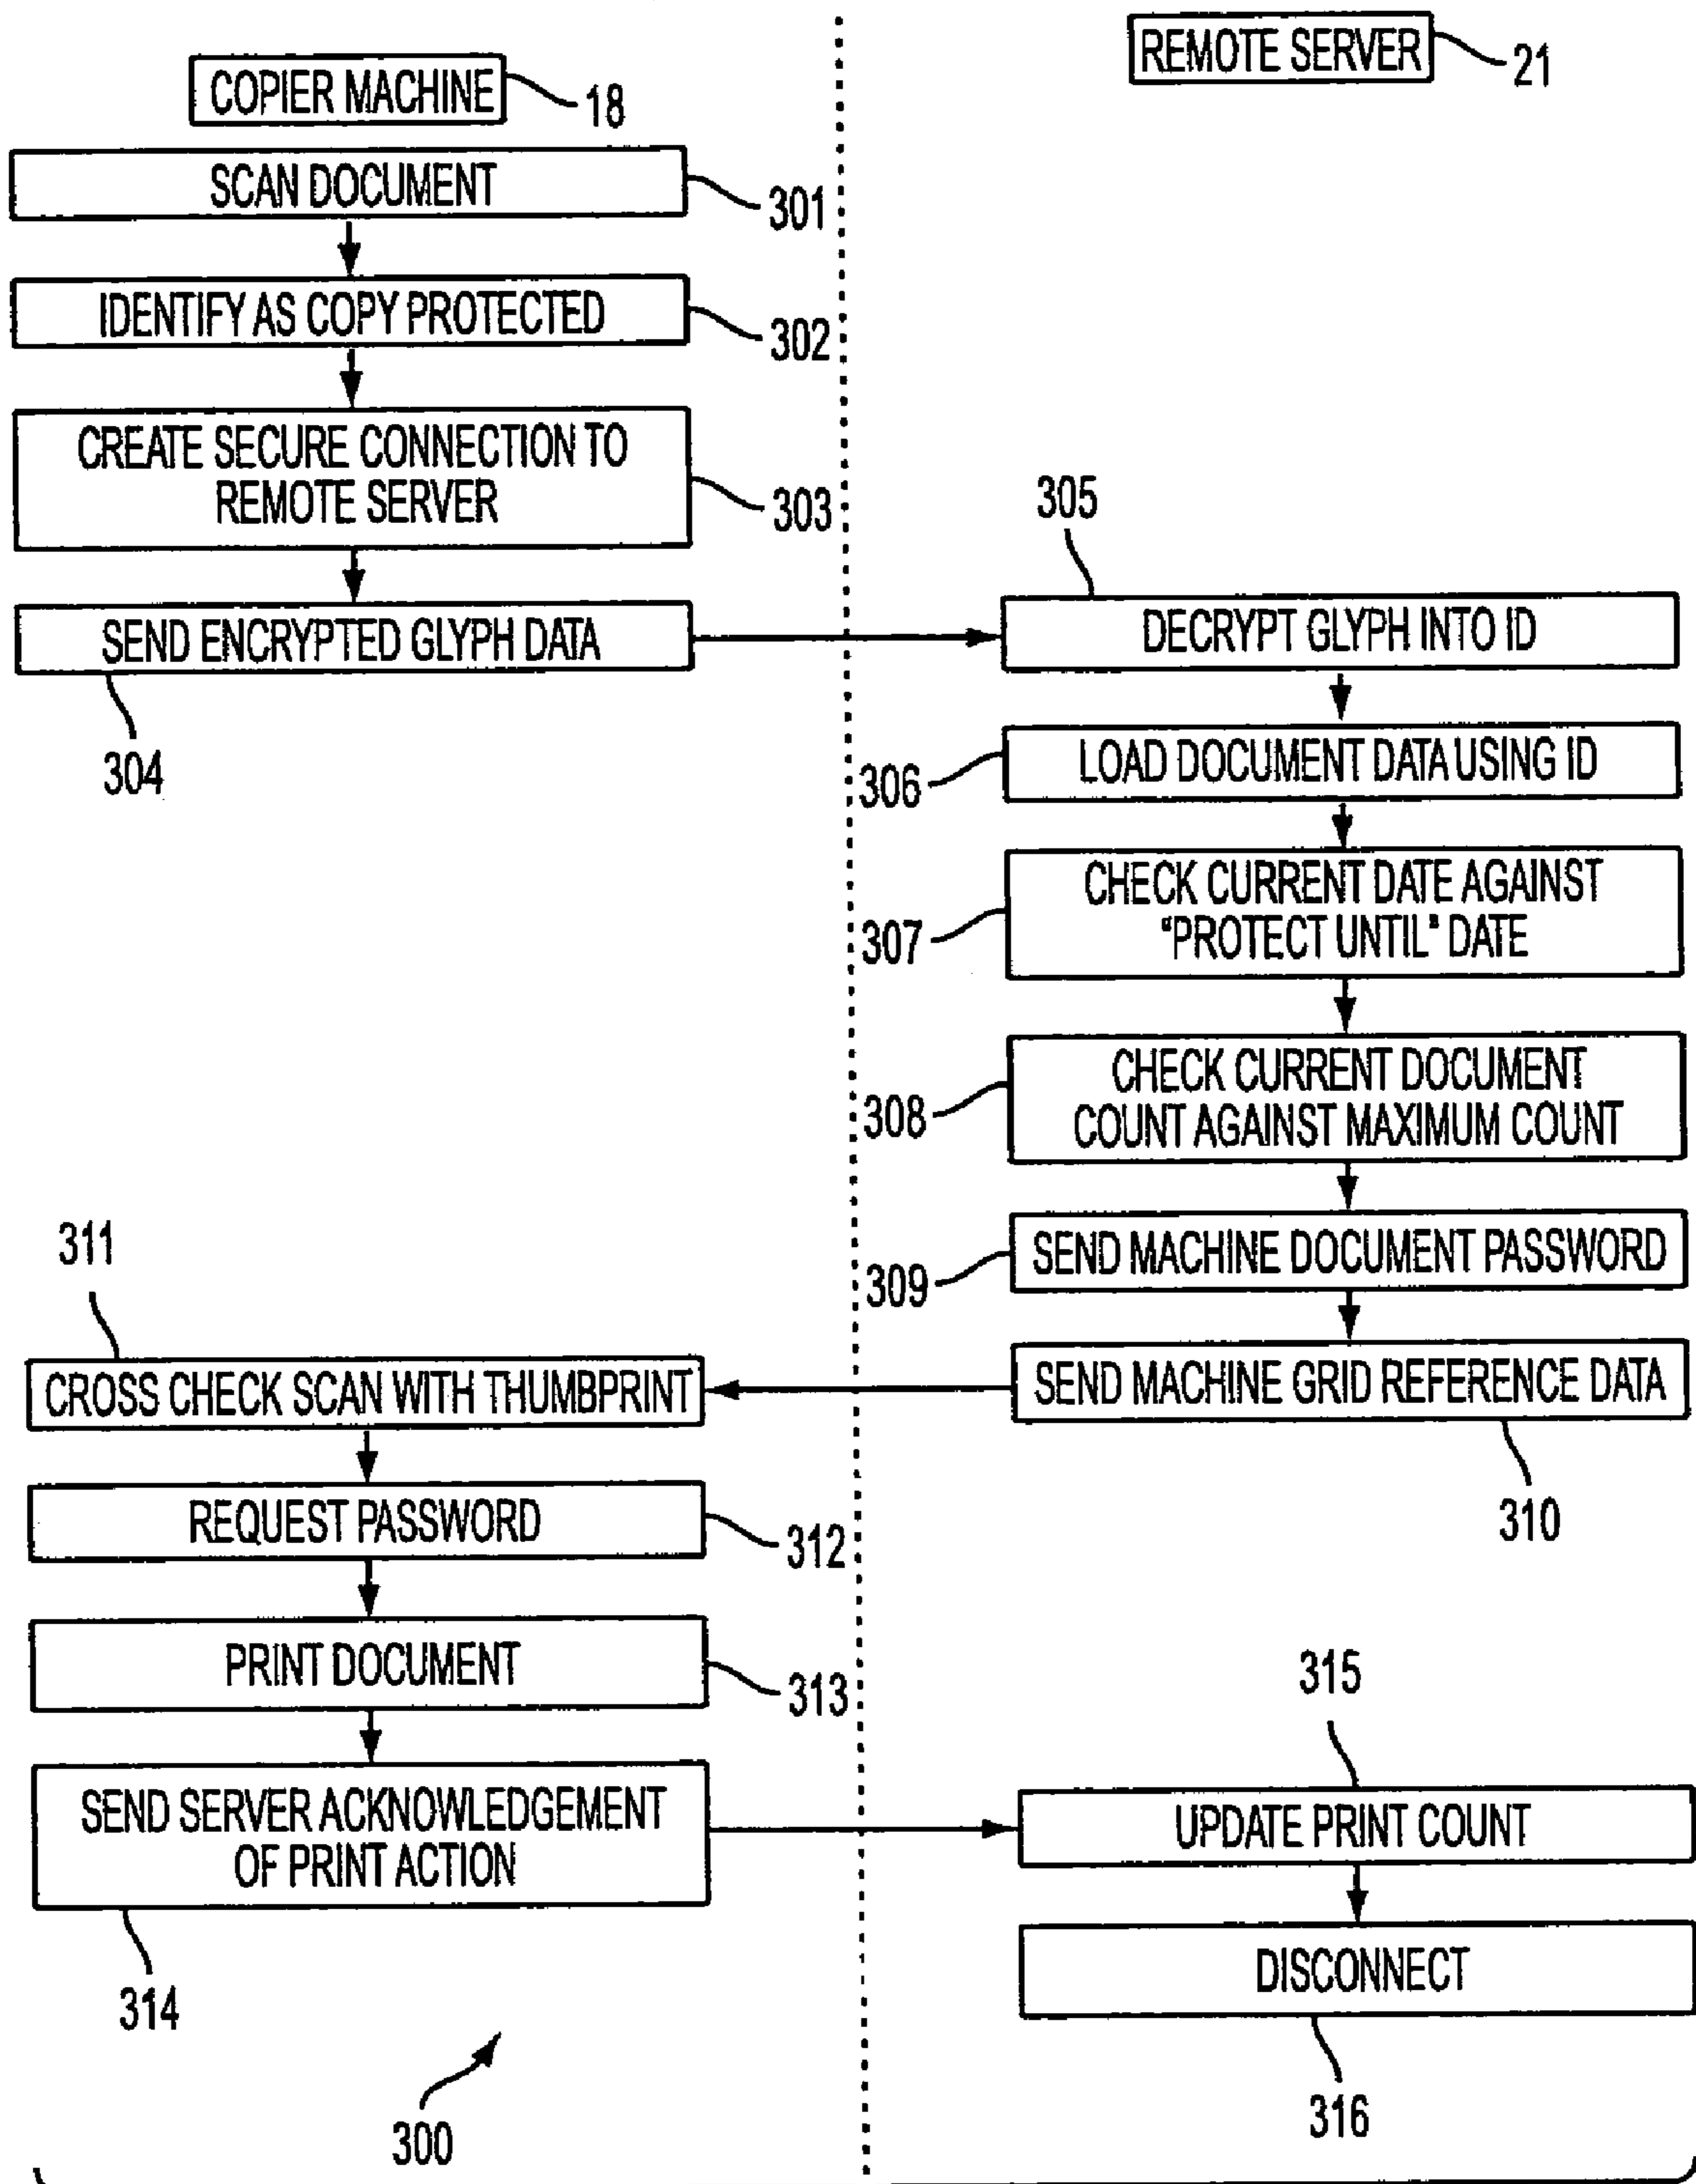 COPIER MACHINE
18
REMOTE SERVER
21
SCAN DOCUMENT
301
IDENTIFY AS COPY PROTECTED
302
CREATE SECURE CONNECTION TO
REMOTE SERVER
303
SEND ENCRYPTED GLYPH DATA
304
305
DECRYPT GLYPH INTO ID
LOAD DOCUMENT DATA USING ID
306
CHECK CURRENT DATE AGAINST
"PROTECT UNTIL" DATE
307
CHECK CURRENT DOCUMENT
COUNT AGAINST MAXIMUM COUNT
308
SEND MACHINE DOCUMENT PASSWORD
309
SEND MACHINE GRID REFERENCE DATA
310
311
CROSS CHECK SCAN WITH THUMBPRINT
REQUEST PASSWORD
312
PRINT DOCUMENT
313
SEND SERVER ACKNOWLEDGEMENT
OF PRINT ACTION
314
315
UPDATE PRINT COUNT
DISCONNECT
316
300